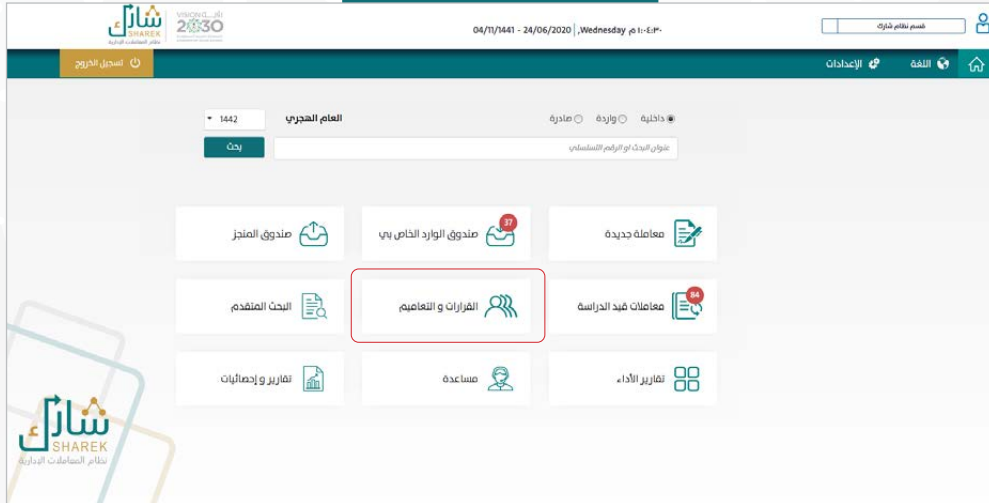 قسم نظام شارك
04/11/1441 - 24/06/2020 ,Wednesday
VISION رؤية
2030
شارك
SHAREK
نظام المعاملات الإدارية
اللغة
الإعدادات
تسجيل الخروج
داخلية واردة صادرة
العام الهجري
1442
عنوان البحث او الرقم التسلسلي
بحث
معاملة جديدة
37
صندوق الوارد الخاص بي
صندوق المنجز
84
معاملات قيد الدراسة
القرارات و التعاميم
البحث المتقدم
تقارير الأداء
مساعدة
تقارير و إحصائيات
شارك
SHAREK
نظام المعاملات الإدارية